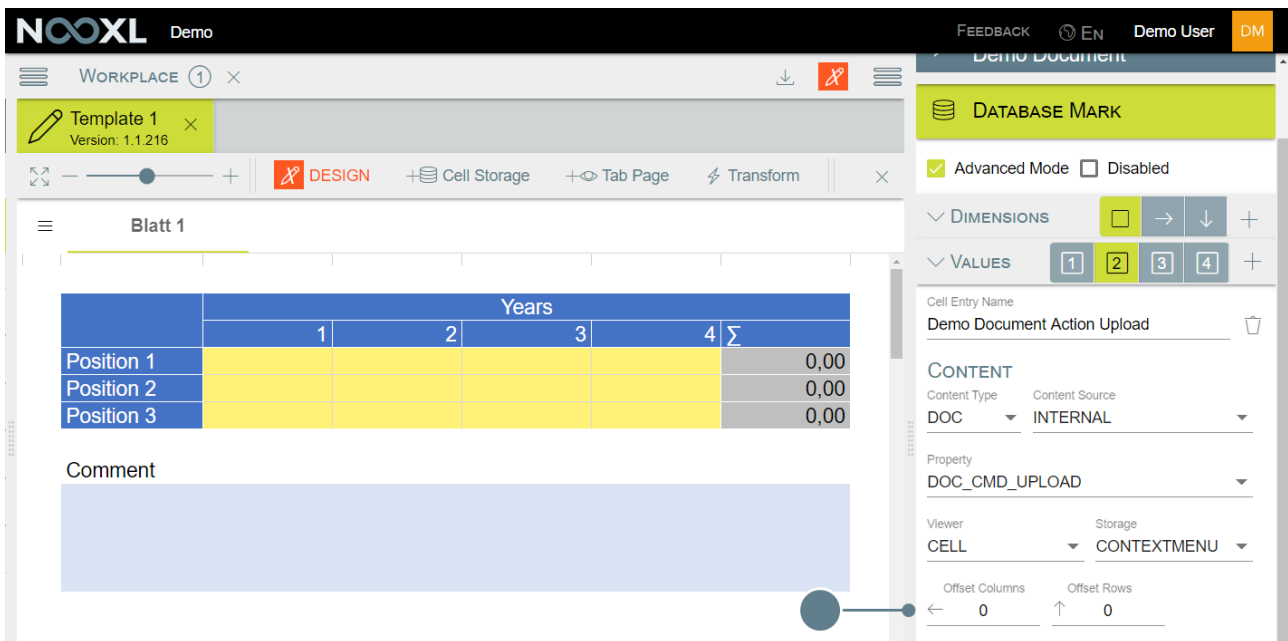 NOOXL Demo FEEDBACK EN Demo User DM
WORKPLACE 1
Demo Document
Template 1
Version: 1.1.216
DATABASE MARK
Advanced Mode Disabled
DESIGN Cell Storage Tab Page Transform
DIMENSIONS
Blatt 1
VALUES 1 2 3 4
Cell Entry Name
Demo Document Action Upload
Years
1 2 3 4 ∑
Position 1 0,00
Position 2 0,00
Position 3 0,00
CONTENT
Content Type Content Source
DOC INTERNAL
Property
DOC_CMD_UPLOAD
Comment
Viewer Storage
CELL CONTEXTMENU
Offset Columns Offset Rows
0 0